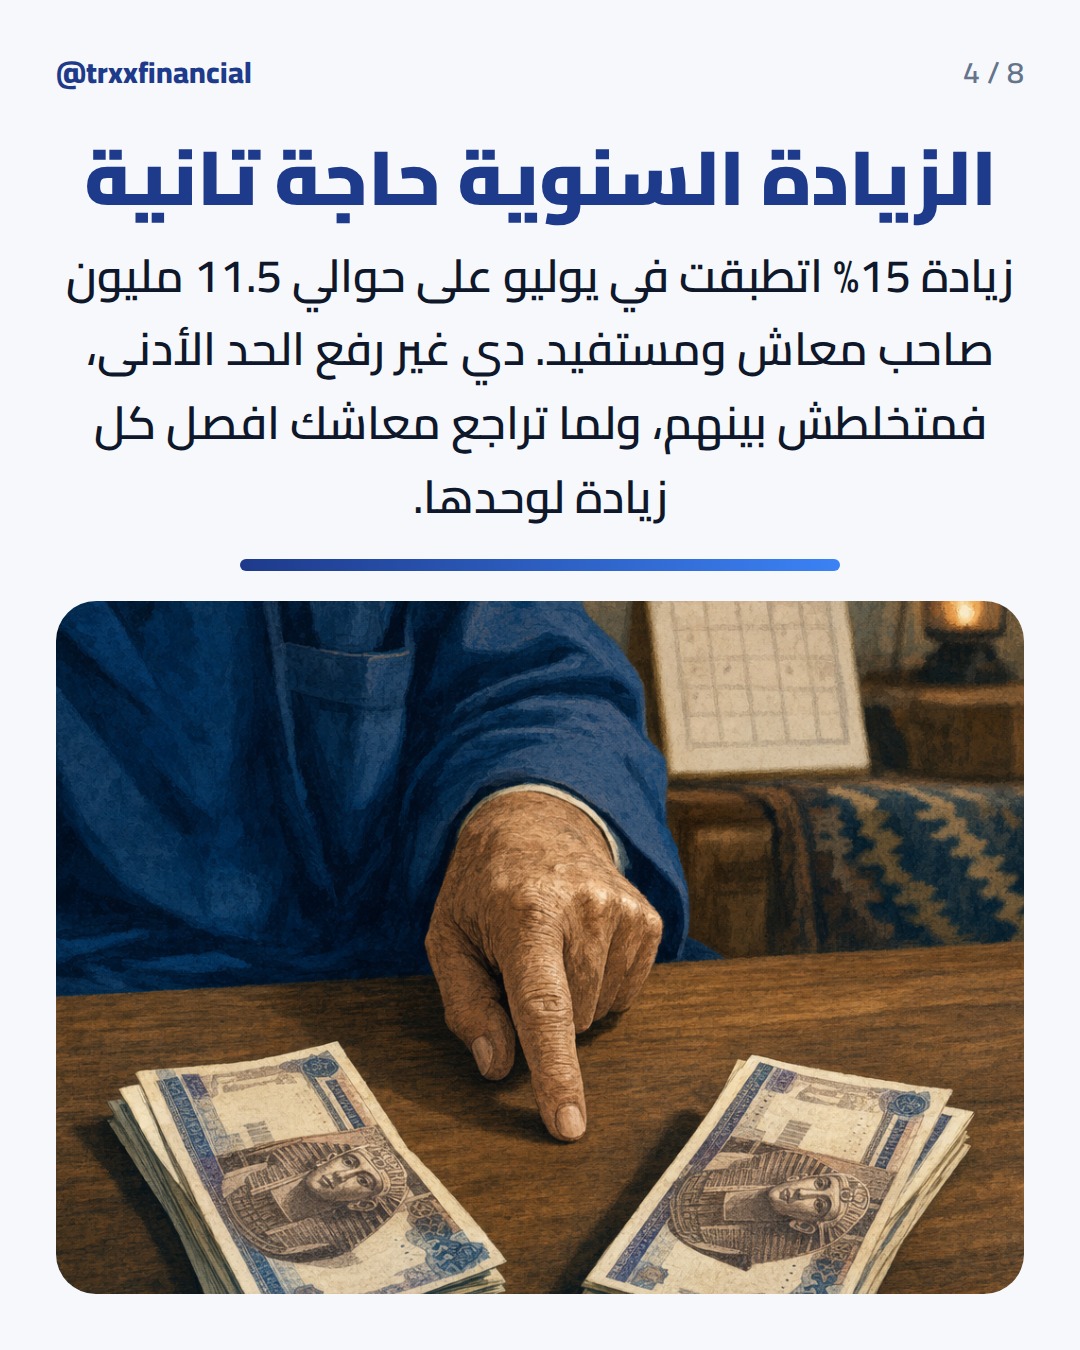 @trxxfinancial
4 / 8
الزيادة السنوية حاجة تانية
زيادة 15% اتطبقت في يوليو على حوالي 11.5 مليون
صاحب معاش ومستفيد. دي غير رفع الحد الأدنى،
فمتخلطش بينهم، ولما تراجع معاشك افصل كل
زيادة لوحدها.